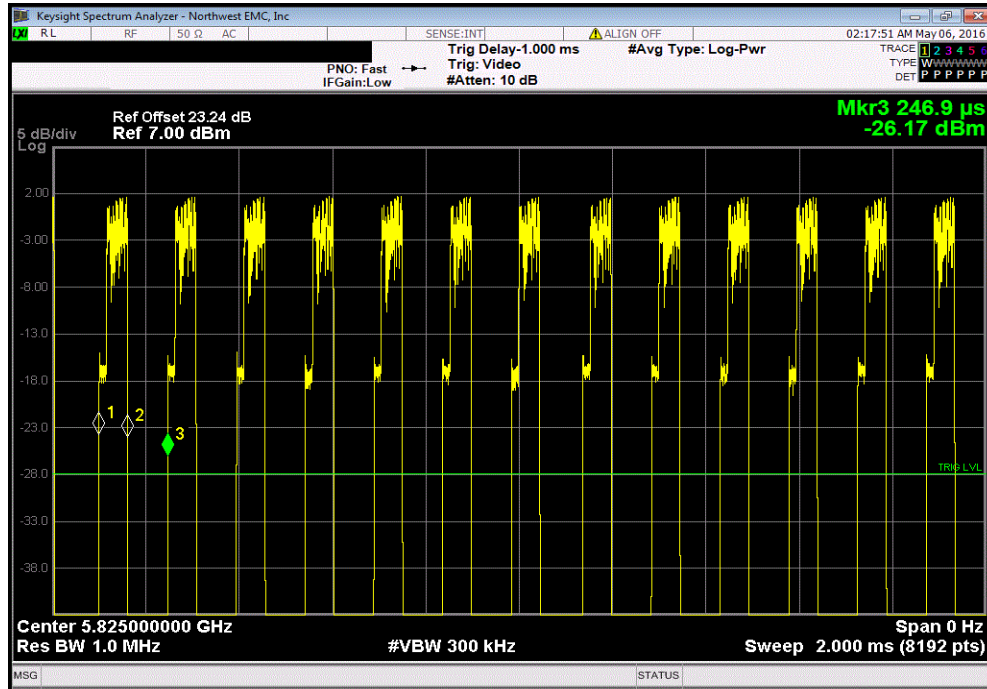 Keysight Spectrum Analyzer - Northwest EMC, Inc
LXI RL RF 50 Ω AC SENSE:INT ALIGN OFF 02:17:51 AM May 06, 2016
Trig Delay-1.000 ms #Avg Type: Log-Pwr TRACE 1 2 3 4 5 6
PNO: Fast Trig: Video TYPE WWWWWW
IFGain:Low #Atten: 10 dB DET P P P P P P
Mkr3 246.9 µs
-26.17 dBm
Ref Offset 23.24 dB
5 dB/div Ref 7.00 dBm
Log
2.00
-3.00
-8.00
-13.0
-18.0
1 2
-23.0
3
-28.0 TRIG LVL
-33.0
-38.0
Center 5.825000000 GHz Span 0 Hz
Res BW 1.0 MHz #VBW 300 kHz Sweep 2.000 ms (8192 pts)
MSG STATUS